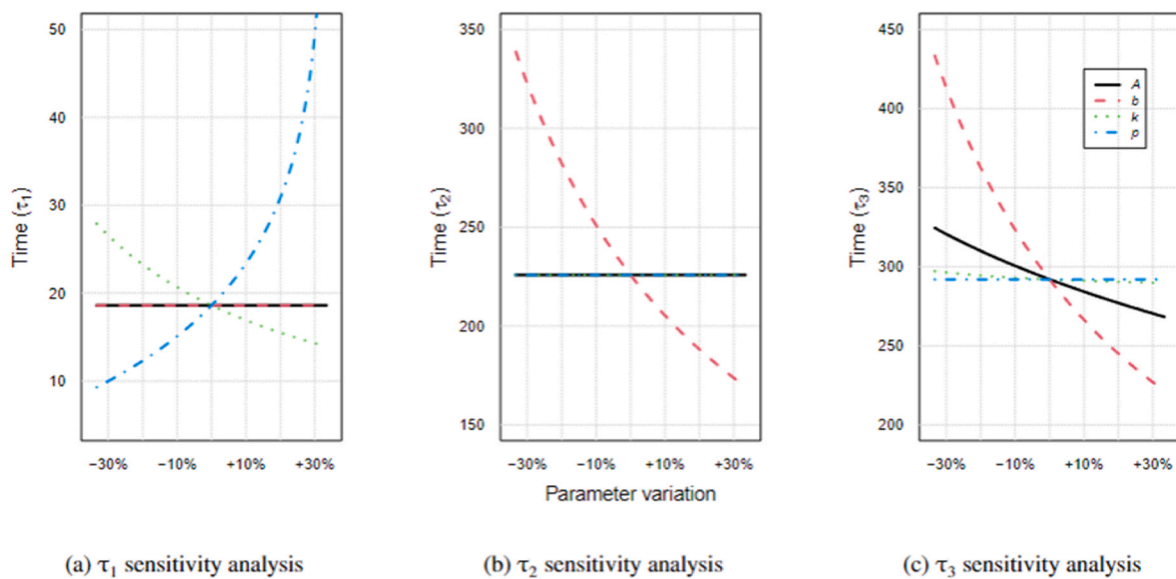 Time (τ₁)
50
40
30
20
10
−30%
−10%
+10%
+30%
Time (τ₂)
350
300
250
200
150
−30%
−10%
+10%
+30%
Parameter variation
Time (τ₃)
450
400
350
300
250
200
−30%
−10%
+10%
+30%
A
b
k
p
(a) τ₁ sensitivity analysis
(b) τ₂ sensitivity analysis
(c) τ₃ sensitivity analysis